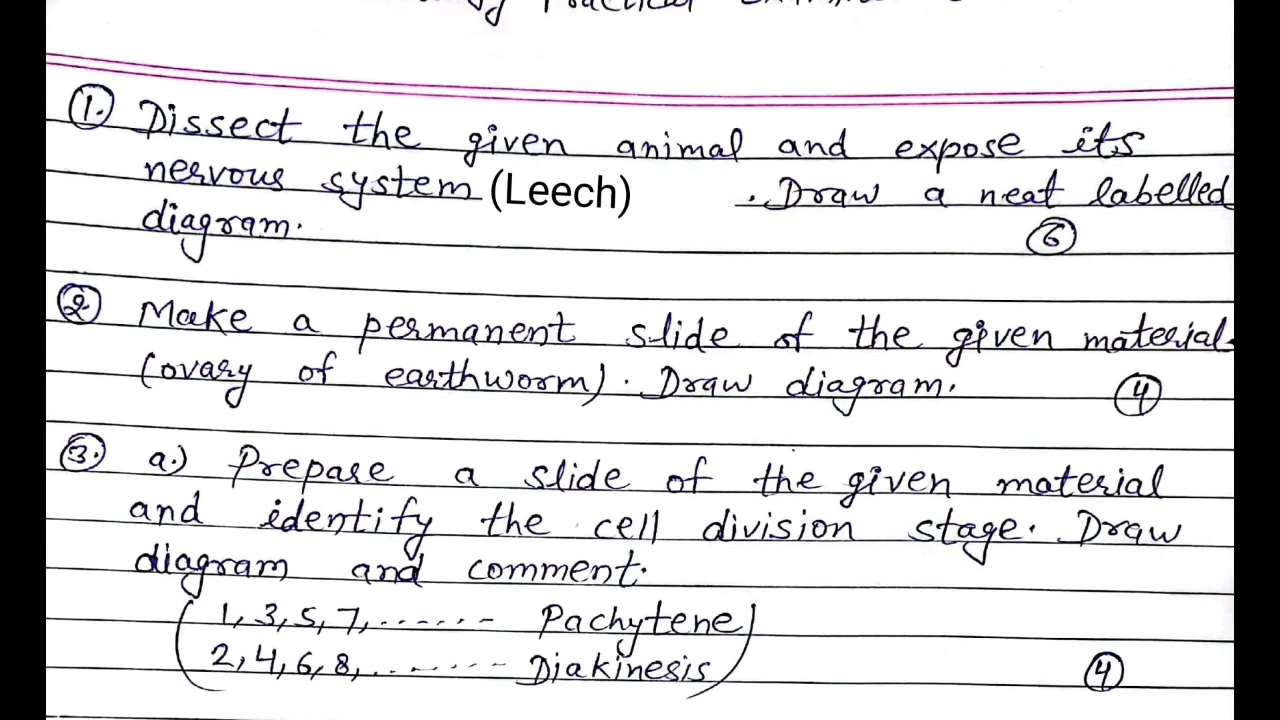 Practical
1. Dissect the given animal and expose its
nervous system (Leech) . Draw a neat labelled
diagram. 6
2 Make a permanent slide of the given material.
(ovary of earthworm). Draw diagram. 4
3. a.) Prepare a slide of the given material
and identify the cell division stage. Draw
diagram and comment.
(1, 3, 5, 7, ...... - Pachytene)
(2, 4, 6, 8, ........ - Diakinesis) 4